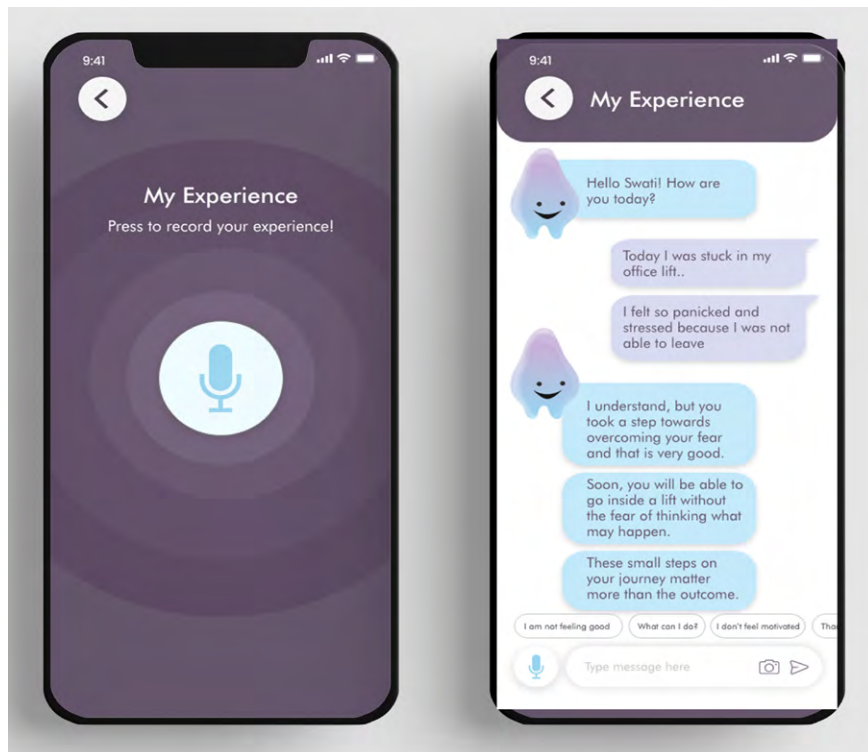 9:41
My Experience
Press to record your experience!
9:41
My Experience
Hello Swati! How are
you today?
Today I was stuck in my
office lift..
I felt so panicked and
stressed because I was not
able to leave
I understand, but you
took a step towards
overcoming your fear
and that is very good.
Soon, you will be able to
go inside a lift without
the fear of thinking what
may happen.
These small steps on
your journey matter
more than the outcome.
I am not feeling good
What can I do?
I don't feel motivated
Tha
Type message here